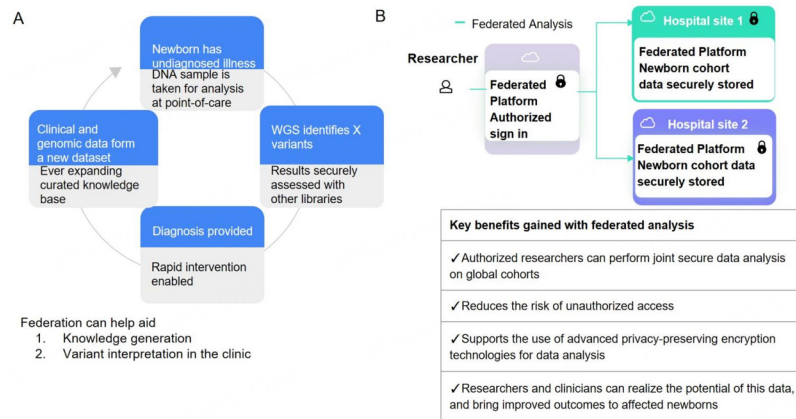 A
Newborn has
undiagnosed illness
DNA sample is
taken for analysis
at point-of-care
Clinical and
genomic data form
a new dataset
Ever expanding
curated knowledge
base
WGS identifies X
variants
Results securely
assessed with
other libraries
Diagnosis provided
Rapid intervention
enabled
Federation can help aid
1. Knowledge generation
2. Variant interpretation in the clinic
B
Federated Analysis
Researcher
Federated
Platform
Authorized
sign in
Hospital site 1
Federated Platform
Newborn cohort
data securely stored
Hospital site 2
Federated Platform
Newborn cohort data
securely stored
Key benefits gained with federated analysis
✓Authorized researchers can perform joint secure data analysis
on global cohorts
✓Reduces the risk of unauthorized access
✓Supports the use of advanced privacy-preserving encryption
technologies for data analysis
✓Researchers and clinicians can realize the potential of this data,
and bring improved outcomes to affected newborns